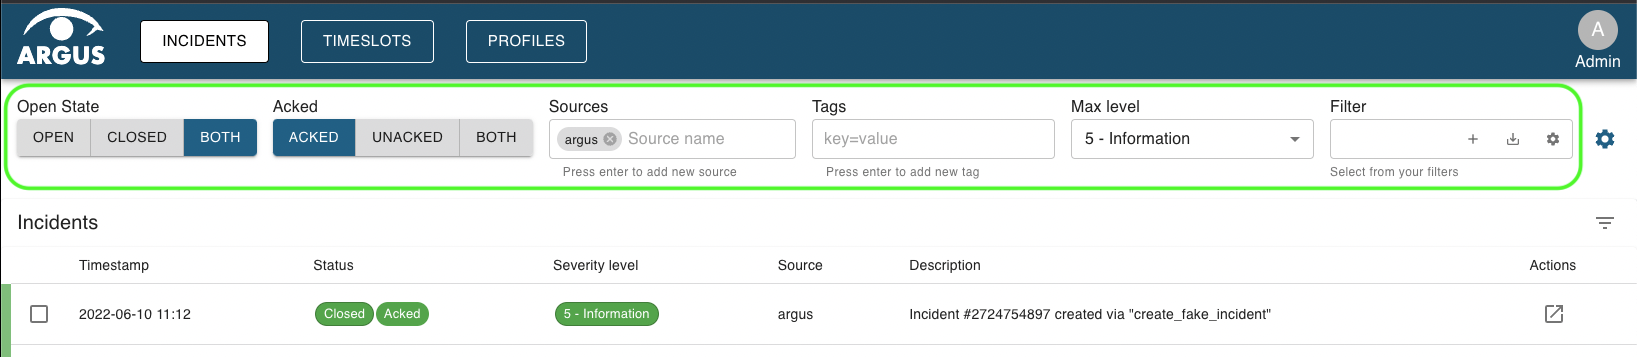 ARGUS
INCIDENTS TIMESLOTS PROFILES
A
Admin
Open State Acked Sources Tags Max level Filter
OPEN CLOSED BOTH ACKED UNACKED BOTH argus Source name key=value 5 - Information
Press enter to add new source Press enter to add new tag Select from your filters
Incidents
Timestamp Status Severity level Source Description Actions
2022-06-10 11:12 Closed Acked 5 - Information argus Incident #2724754897 created via "create_fake_incident"